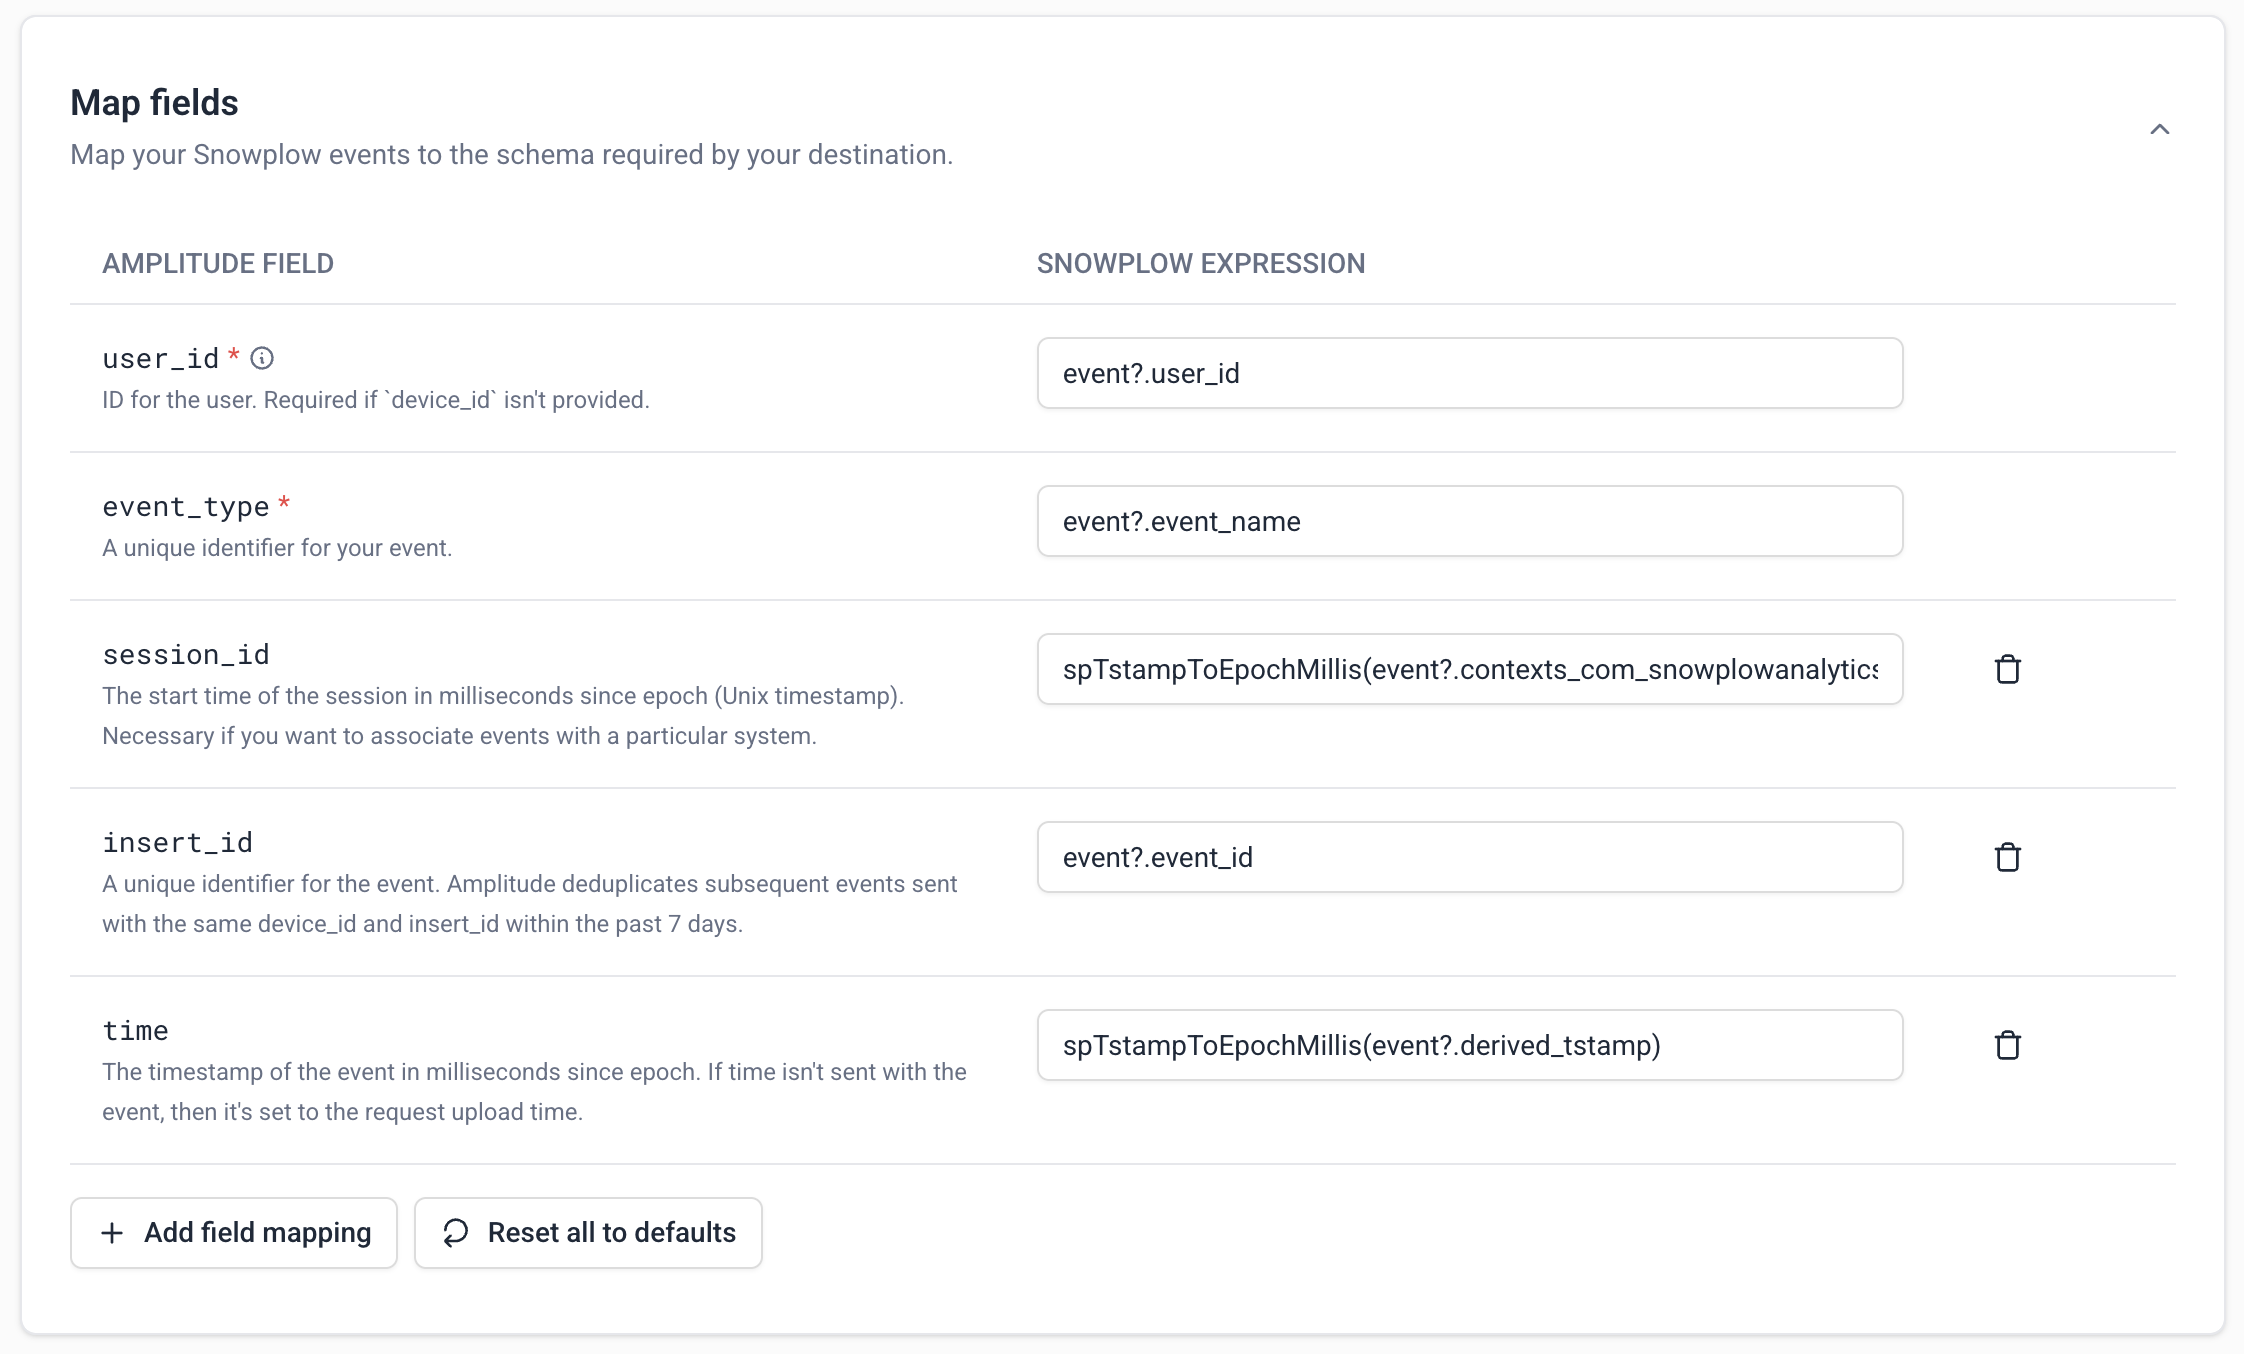 Map fields
Map your Snowplow events to the schema required by your destination.
AMPLITUDE FIELD
SNOWPLOW EXPRESSION
user_id *
ID for the user. Required if `device_id` isn't provided.
event?.user_id
event_type *
A unique identifier for your event.
event?.event_name
session_id
The start time of the session in milliseconds since epoch (Unix timestamp).
Necessary if you want to associate events with a particular system.
spTstampToEpochMillis(event?.contexts_com_snowplowanalytics
insert_id
A unique identifier for the event. Amplitude deduplicates subsequent events sent
with the same device_id and insert_id within the past 7 days.
event?.event_id
time
The timestamp of the event in milliseconds since epoch. If time isn't sent with the
event, then it's set to the request upload time.
spTstampToEpochMillis(event?.derived_tstamp)
Add field mapping
Reset all to defaults